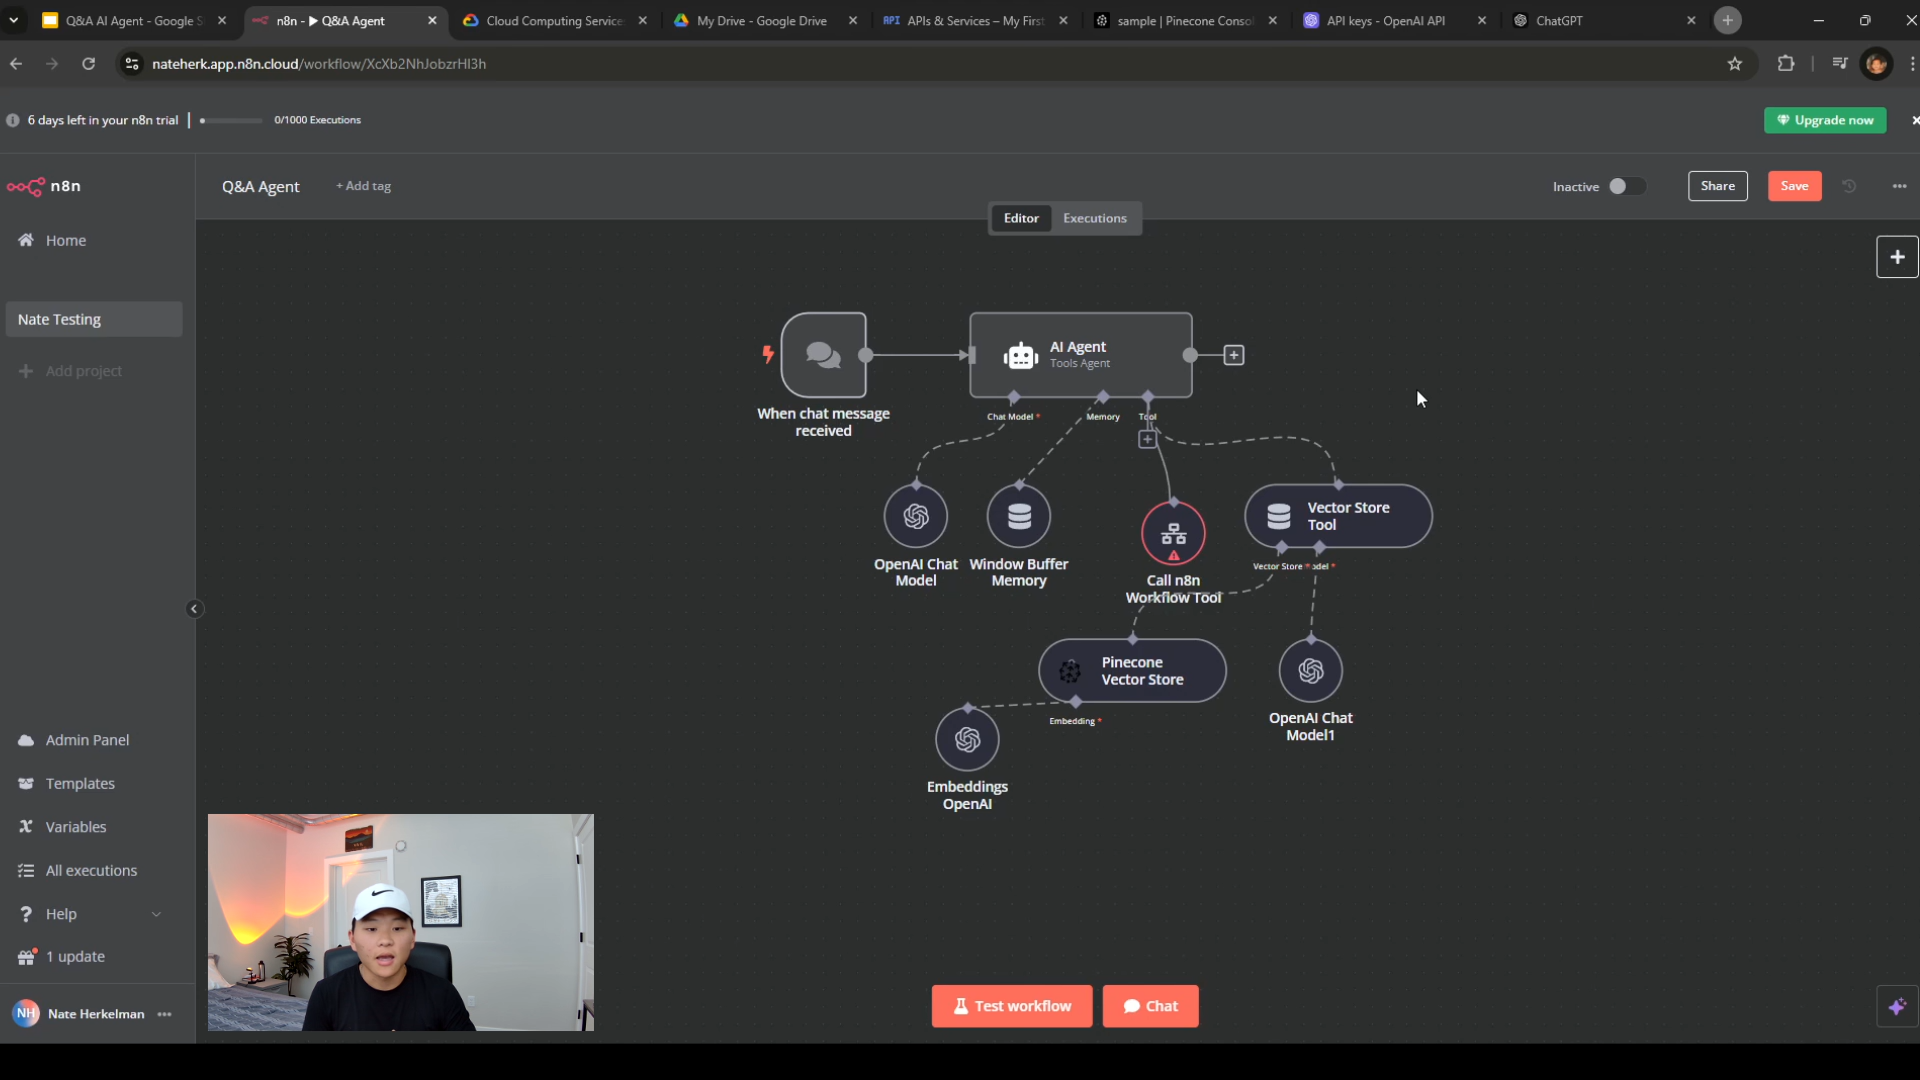 Q&A AI Agent - Google S
n8n - ▶ Q&A Agent
Cloud Computing Service
My Drive - Google Drive
API APIs & Services – My First
sample | Pinecone Conso
API keys - OpenAI API
ChatGPT
nateherk.app.n8n.cloud/workflow/XcXb2NhJobzrHI3h
6 days left in your n8n trial
0/1000 Executions
Upgrade now
n8n
Q&A Agent
+ Add tag
Inactive
Share
Save
Editor
Executions
Home
Nate Testing
Add project
When chat message
received
AI Agent
Tools Agent
Chat Model *
Memory
Tool
OpenAI Chat
Model
Window Buffer
Memory
Call n8n
Workflow Tool
Vector Store
Tool
Vector Store *
odel *
Pinecone
Vector Store
Embedding *
OpenAI Chat
Model1
Embeddings
OpenAI
Admin Panel
Templates
Variables
All executions
Help
1 update
NH
Nate Herkelman
Test workflow
Chat